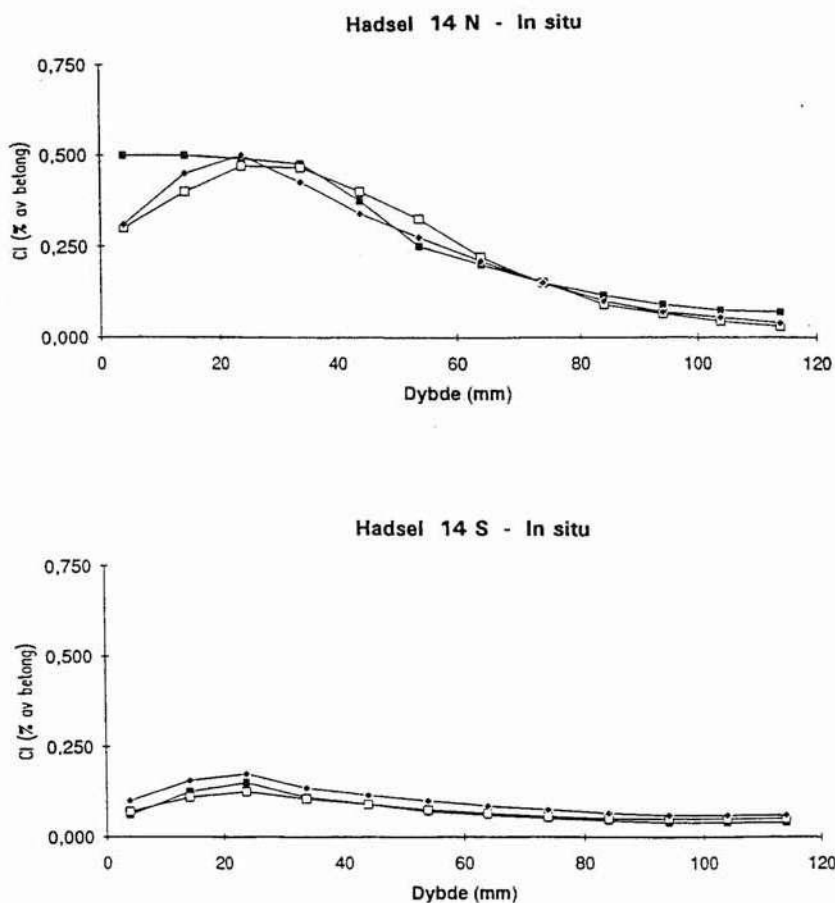 Hadsel 14 N - In situ
0,750
0,500
0,250
0,000
Cl (% av betong)
0 20 40 60 80 100 120
Dybde (mm)
Hadsel 14 S - In situ
0,750
0,500
0,250
0,000
Cl (% av betong)
0 20 40 60 80 100 120
Dybde (mm)